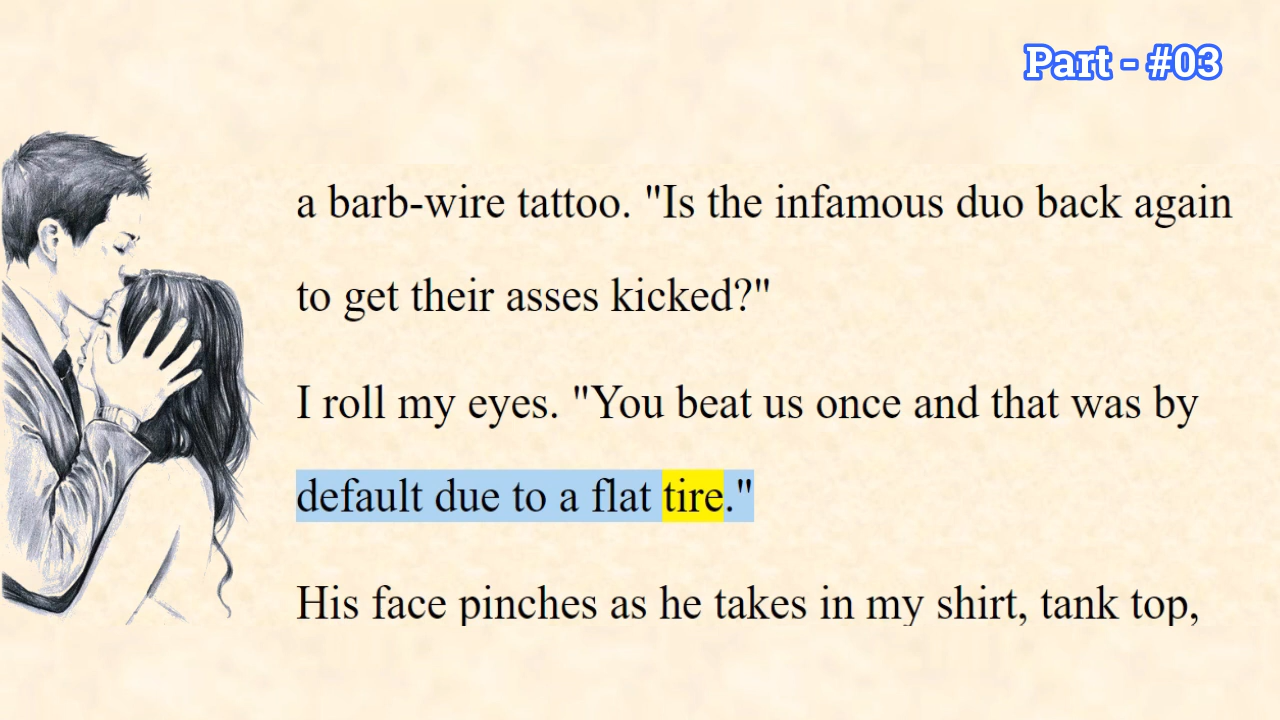 Part - #03
a barb-wire tattoo. "Is the infamous duo back again
to get their asses kicked?"
I roll my eyes. "You beat us once and that was by
default due to a flat tire."
His face pinches as he takes in my shirt, tank top,